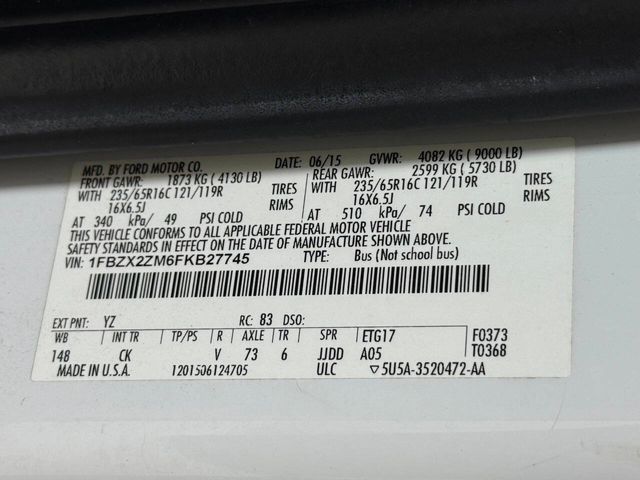 MFD. BY FORD MOTOR CO. DATE: 06/15 GVWR: 4082 KG ( 9000 LB)
FRONT GAWR: 1873 KG ( 4130 LB) REAR GAWR: 2599 KG ( 5730 LB)
WITH 235/65R16C 121/119R TIRES WITH 235/65R16C 121/119R TIRES
16X6.5J RIMS 16X6.5J RIMS
AT 340 kPa/ 49 PSI COLD AT 510 kPa/ 74 PSI COLD
THIS VEHICLE CONFORMS TO ALL APPLICABLE FEDERAL MOTOR VEHICLE
SAFETY STANDARDS IN EFFECT ON THE DATE OF MANUFACTURE SHOWN ABOVE.
VIN: 1FBZX2ZM6FKB27745 TYPE: Bus (Not school bus)
EXT PNT: YZ RC: 83 DSO:
WB INT TR TP/PS R AXLE TR SPR ETG17 F0373
148 CK V 73 6 JJDD A05 T0368
MADE IN U.S.A. 1201506124705 ULC ▽5U5A-3520472-AA